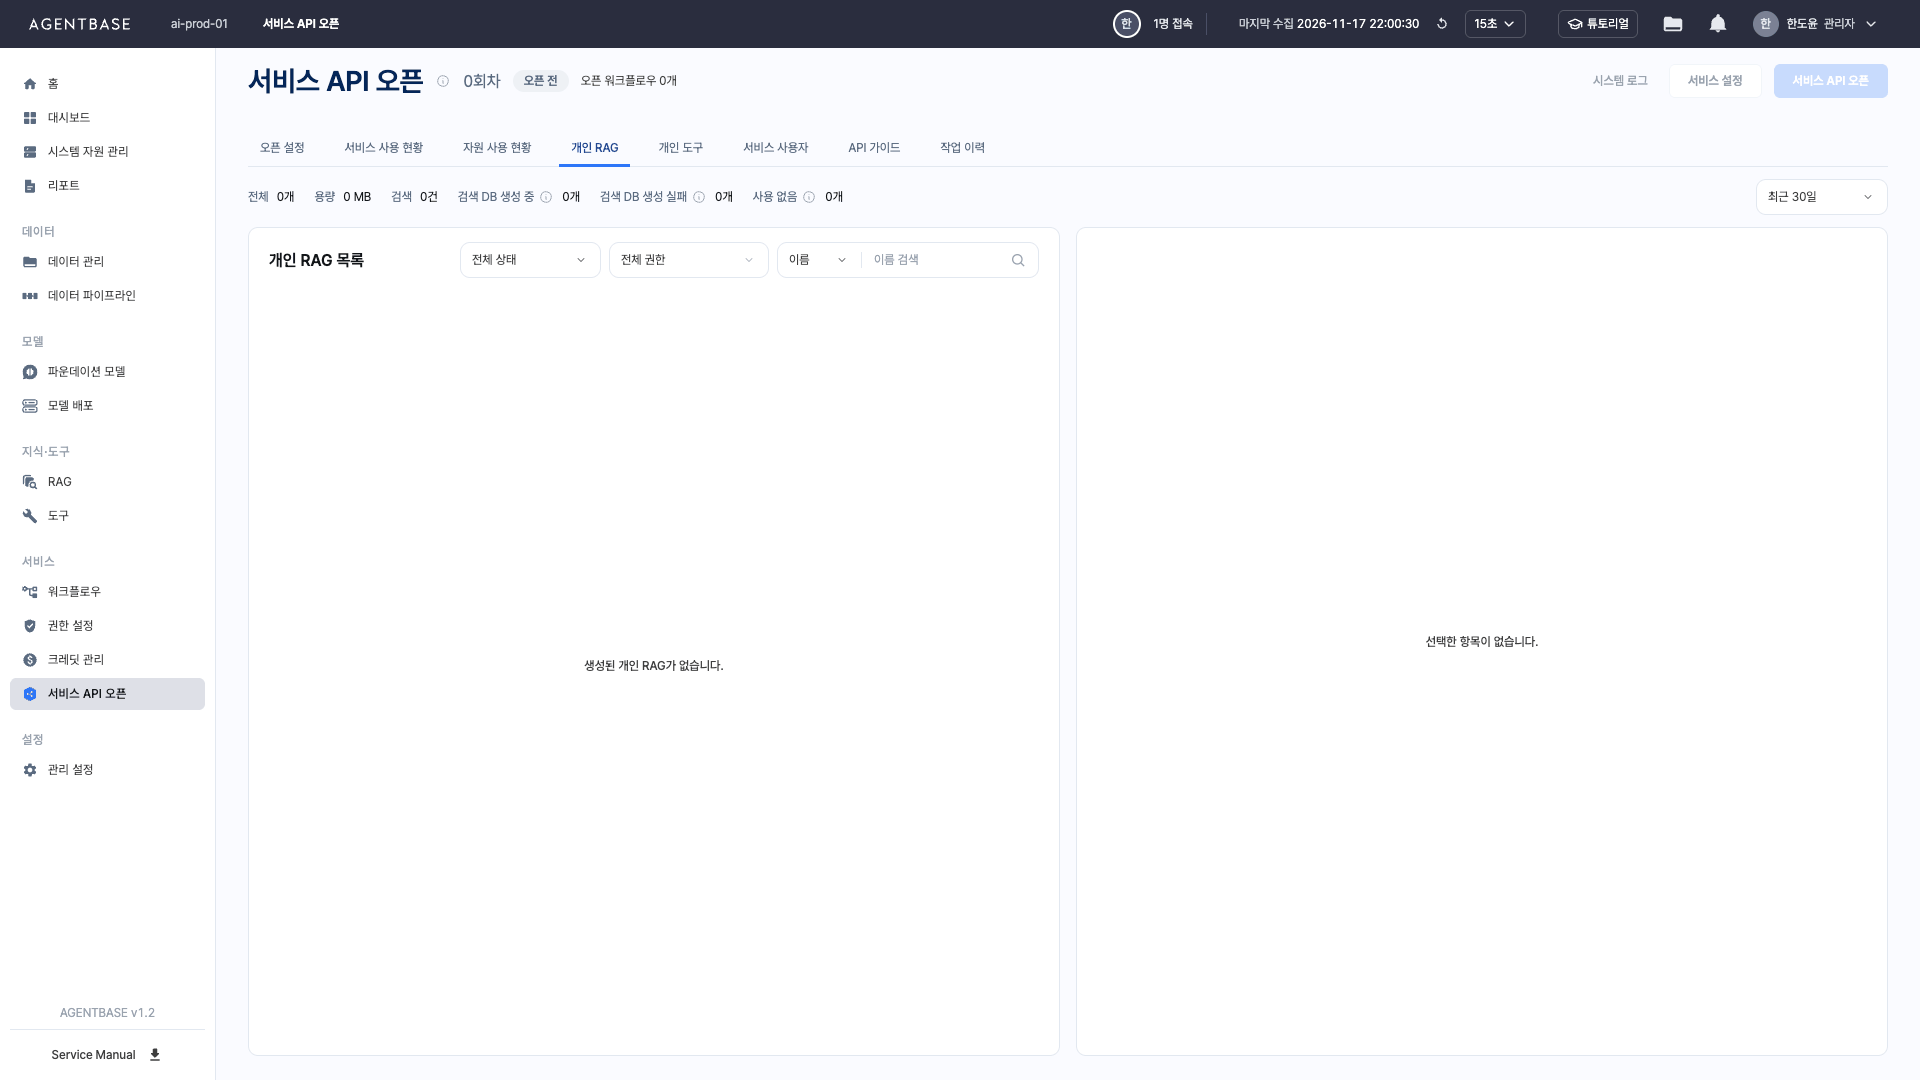 AGENTBASE
ai-prod-01
서비스 API 오픈
한
1명 접속
마지막 수집 2026-11-17 22:00:30
15초
튜토리얼
한
한도윤 관리자
홈
대시보드
시스템 자원 관리
리포트
데이터
데이터 관리
데이터 파이프라인
모델
파운데이션 모델
모델 배포
지식·도구
RAG
도구
서비스
워크플로우
권한 설정
크레딧 관리
서비스 API 오픈
설정
관리 설정
AGENTBASE v1.2
Service Manual
서비스 API 오픈
0회차
오픈 전
오픈 워크플로우 0개
시스템 로그
서비스 설정
서비스 API 오픈
오픈 설정
서비스 사용 현황
자원 사용 현황
개인 RAG
개인 도구
서비스 사용자
API 가이드
작업 이력
전체 0개
용량 0 MB
검색 0건
검색 DB 생성 중 0개
검색 DB 생성 실패 0개
사용 없음 0개
최근 30일
개인 RAG 목록
전체 상태
전체 권한
이름
이름 검색
생성된 개인 RAG가 없습니다.
선택한 항목이 없습니다.